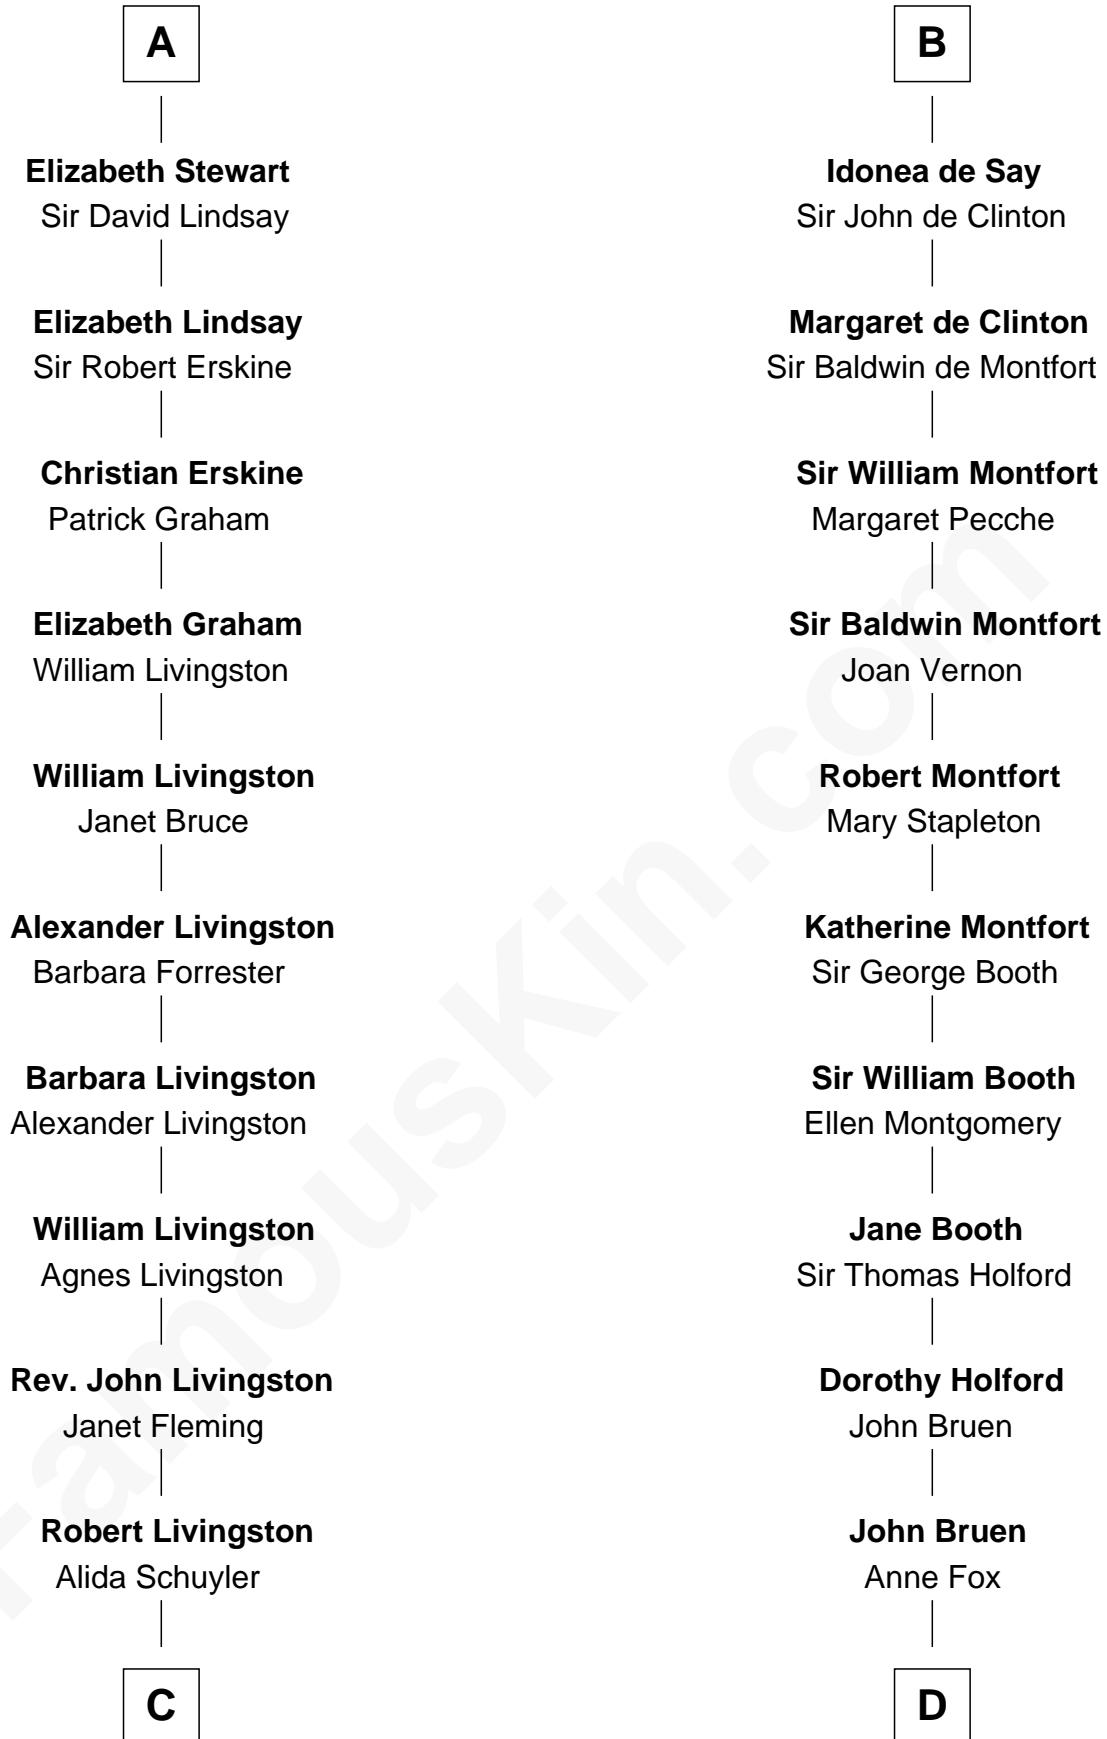 A
Elizabeth Stewart
Sir David Lindsay
Elizabeth Lindsay
Sir Robert Erskine
Christian Erskine
Patrick Graham
Elizabeth Graham
William Livingston
William Livingston
Janet Bruce
Alexander Livingston
Barbara Forrester
Barbara Livingston
Alexander Livingston
William Livingston
Agnes Livingston
Rev. John Livingston
Janet Fleming
Robert Livingston
Alida Schuyler
C
B
Idonea de Say
Sir John de Clinton
Margaret de Clinton
Sir Baldwin de Montfort
Sir William Montfort
Margaret Pecche
Sir Baldwin Montfort
Joan Vernon
Robert Montfort
Mary Stapleton
Katherine Montfort
Sir George Booth
Sir William Booth
Ellen Montgomery
Jane Booth
Sir Thomas Holford
Dorothy Holford
John Bruen
John Bruen
Anne Fox
D
FamousKin.com